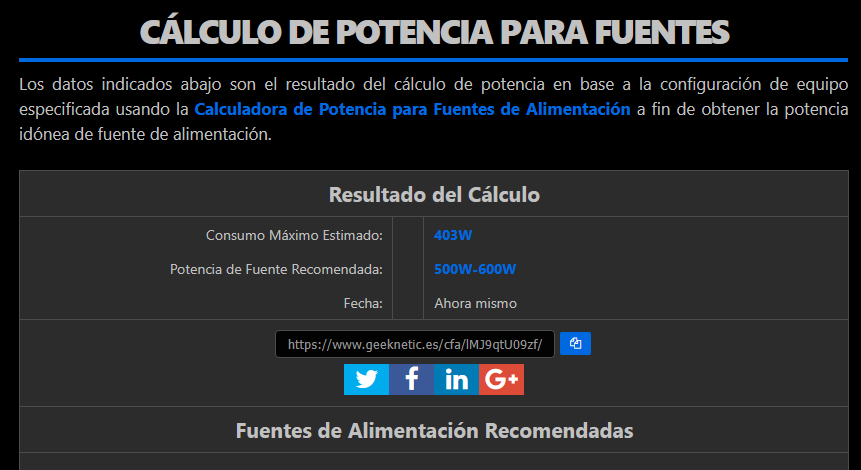 CÁLCULO DE POTENCIA PARA FUENTES
Los datos indicados abajo son el resultado del cálculo de potencia en base a la configuración de equipo
especificada usando la Calculadora de Potencia para Fuentes de Alimentación a fin de obtener la potencia
idónea de fuente de alimentación.
Resultado del Cálculo
Consumo Máximo Estimado: 403W
Potencia de Fuente Recomendada: 500W-600W
Fecha: Ahora mismo
https://www.geeknetic.es/cfa/lMJ9qtU09zf/
f in G+
Fuentes de Alimentación Recomendadas